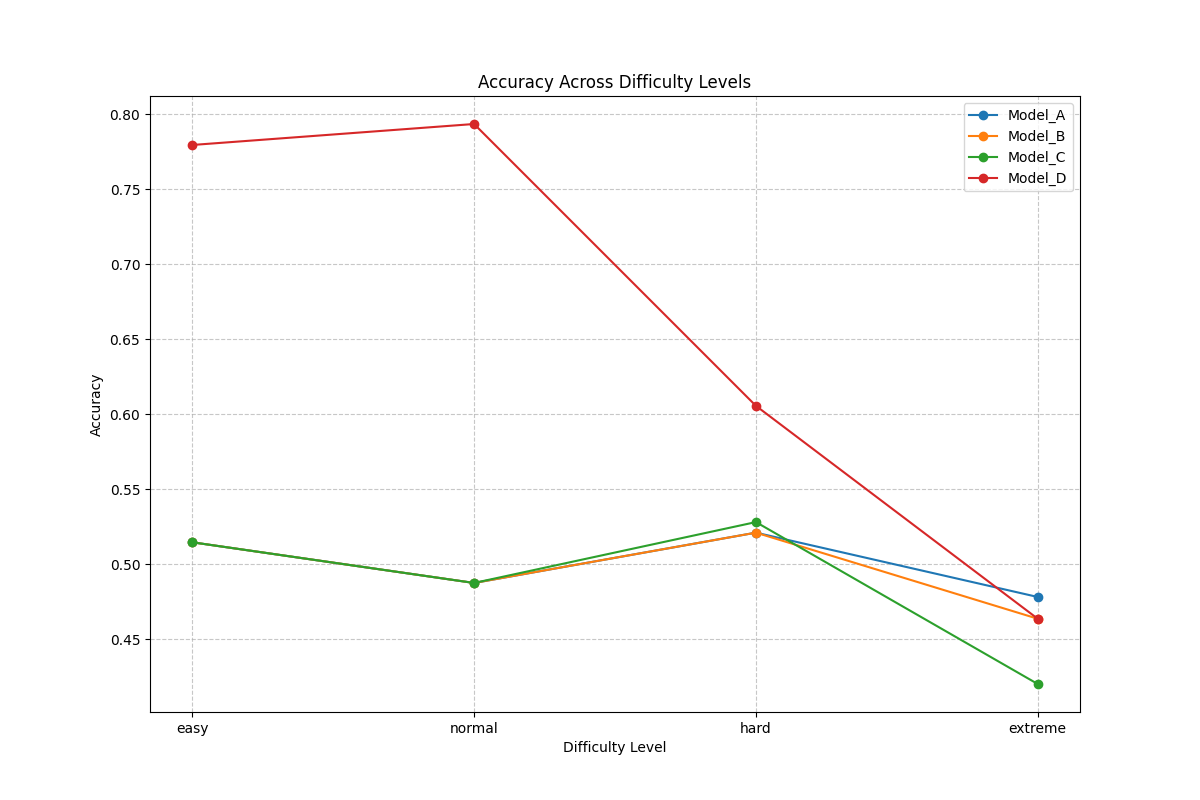 Accuracy Across Difficulty Levels
Model_A
Model_B
Model_C
Model_D
0.80
0.75
0.70
0.65
0.60
0.55
0.50
0.45
Accuracy
easy normal hard extreme
Difficulty Level